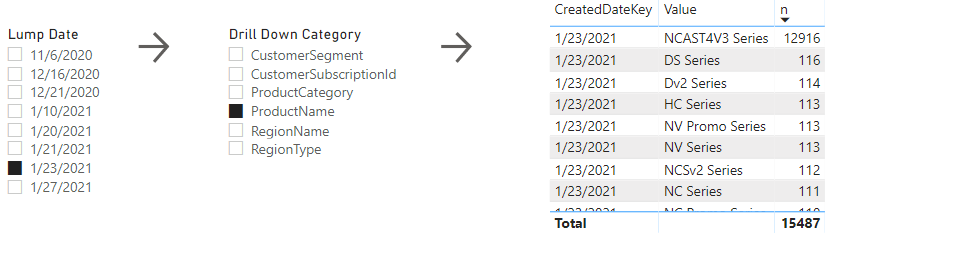 Lump Date
11/6/2020
12/16/2020
12/21/2020
1/10/2021
1/20/2021
1/21/2021
1/23/2021
1/27/2021
Drill Down Category
CustomerSegment
CustomerSubscriptionId
ProductCategory
ProductName
RegionName
RegionType
CreatedDateKey Value n
1/23/2021 NCAST4V3 Series 12916
1/23/2021 DS Series 116
1/23/2021 Dv2 Series 114
1/23/2021 HC Series 113
1/23/2021 NV Promo Series 113
1/23/2021 NV Series 113
1/23/2021 NCSv2 Series 112
1/23/2021 NC Series 111
Total 15487